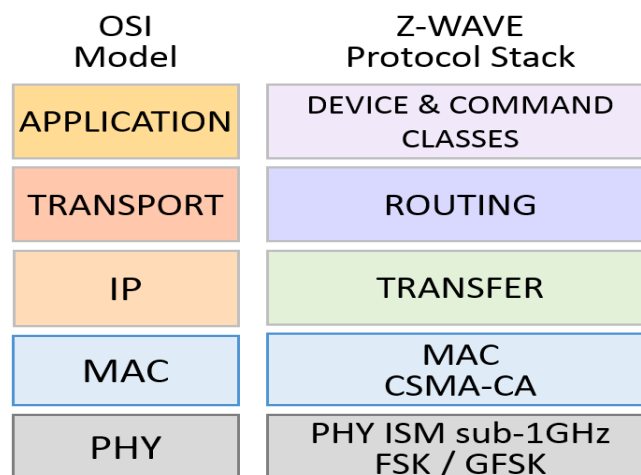 OSI
Model
Z-WAVE
Protocol Stack
APPLICATION
DEVICE & COMMAND
CLASSES
TRANSPORT
ROUTING
IP
TRANSFER
MAC
MAC
CSMA-CA
PHY
PHY ISM sub-1GHz
FSK / GFSK